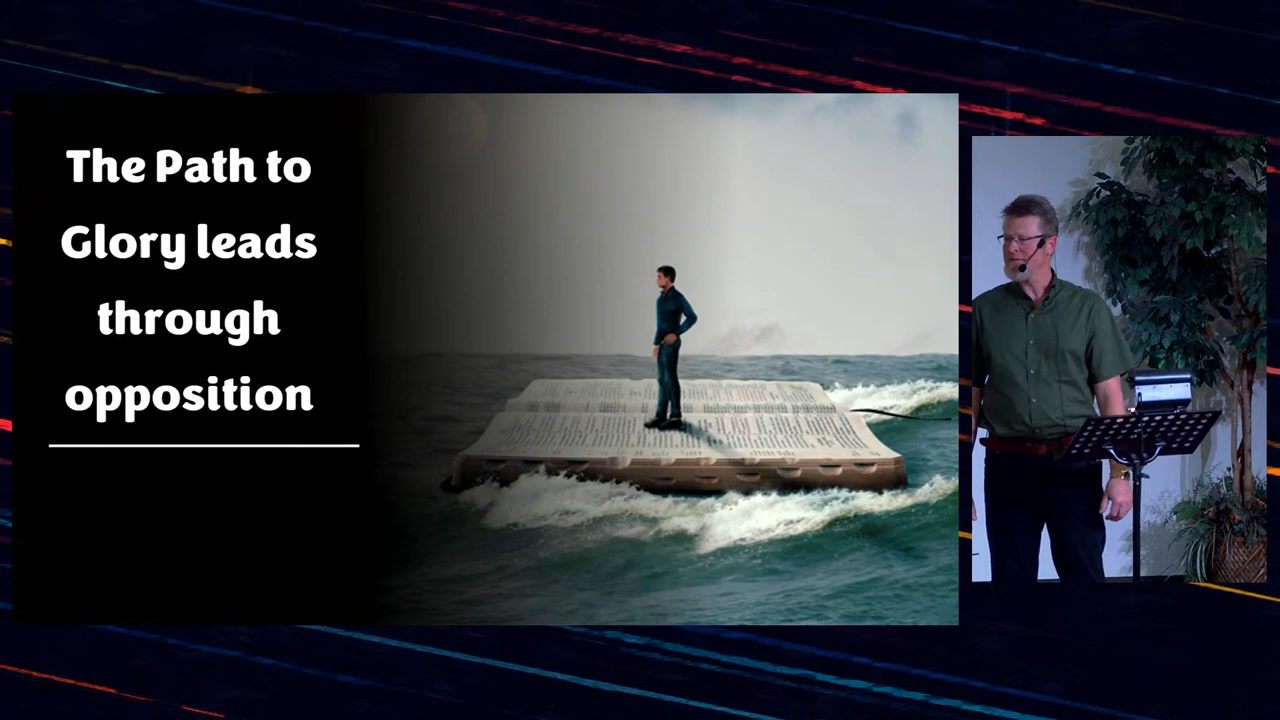 The Path to
Glory leads
through
opposition